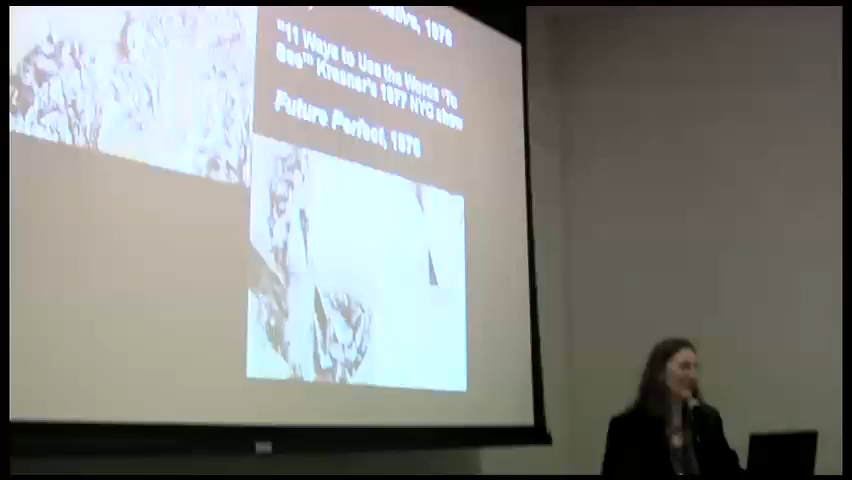 1976
"11 Ways to Use the Words 'To
See'" Krasner's 1977 NYC show
Future Perfect, 1976